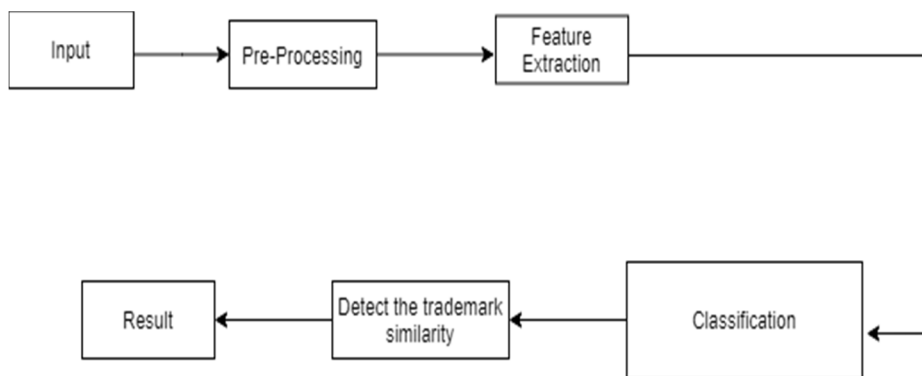 Input
Pre-Processing
Feature
Extraction
Classification
Detect the trademark
similarity
Result